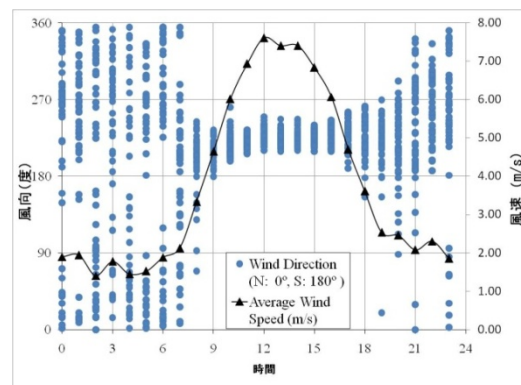 360
270
180
90
0
風向(度)
8.00
7.00
6.00
5.00
4.00
3.00
2.00
1.00
0.00
風速 (m/s)
Wind Direction
(N: 0º, S: 180º )
Average Wind
Speed (m/s)
0 3 6 9 12 15 18 21 24
時間